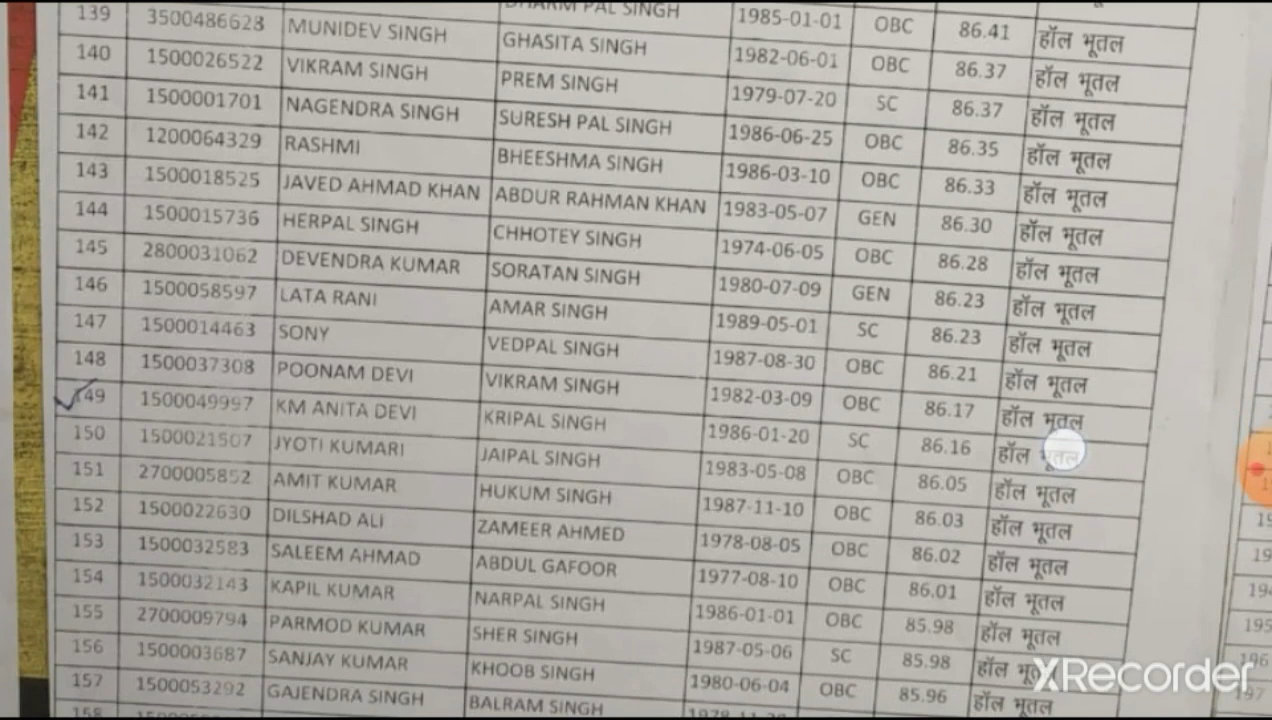 DHARM PAL SINGH 1985-01-01 OBC 86.41 हॉल भूतल
139 3500486628 MUNIDEV SINGH GHASITA SINGH 1982-06-01 OBC 86.37 हॉल भूतल
140 1500026522 VIKRAM SINGH PREM SINGH 1979-07-20 SC 86.37 हॉल भूतल
141 1500001701 NAGENDRA SINGH SURESH PAL SINGH 1986-06-25 OBC 86.35 हॉल भूतल
142 1200064329 RASHMI BHEESHMA SINGH 1986-03-10 OBC 86.33 हॉल भूतल
143 1500018525 JAVED AHMAD KHAN ABDUR RAHMAN KHAN 1983-05-07 GEN 86.30 हॉल भूतल
144 1500015736 HERPAL SINGH CHHOTEY SINGH 1974-06-05 OBC 86.28 हॉल भूतल
145 2800031062 DEVENDRA KUMAR SORATAN SINGH 1980-07-09 GEN 86.23 हॉल भूतल
146 1500058597 LATA RANI AMAR SINGH 1989-05-01 SC 86.23 हॉल भूतल
147 1500014463 SONY VEDPAL SINGH 1987-08-30 OBC 86.21 हॉल भूतल
148 1500037308 POONAM DEVI VIKRAM SINGH 1982-03-09 OBC 86.17 हॉल भूतल
149 1500049997 KM ANITA DEVI KRIPAL SINGH 1986-01-20 SC 86.16 हॉल भूतल
150 1500021507 JYOTI KUMARI JAIPAL SINGH 1983-05-08 OBC 86.05 हॉल भूतल
151 2700005852 AMIT KUMAR HUKUM SINGH 1987-11-10 OBC 86.03 हॉल भूतल
152 1500022630 DILSHAD ALI ZAMEER AHMED 1978-08-05 OBC 86.02 हॉल भूतल
153 1500032583 SALEEM AHMAD ABDUL GAFOOR 1977-08-10 OBC 86.01 हॉल भूतल
154 1500032143 KAPIL KUMAR NARPAL SINGH 1986-01-01 OBC 85.98 हॉल भूतल
155 2700009794 PARMOD KUMAR SHER SINGH 1987-05-06 SC 85.98 हॉल भूतल
156 1500003687 SANJAY KUMAR KHOOB SINGH 1980-06-04 OBC 85.96 हॉल भूतल
157 1500053292 GAJENDRA SINGH BALRAM SINGH
158
195
196
197
XRecorder